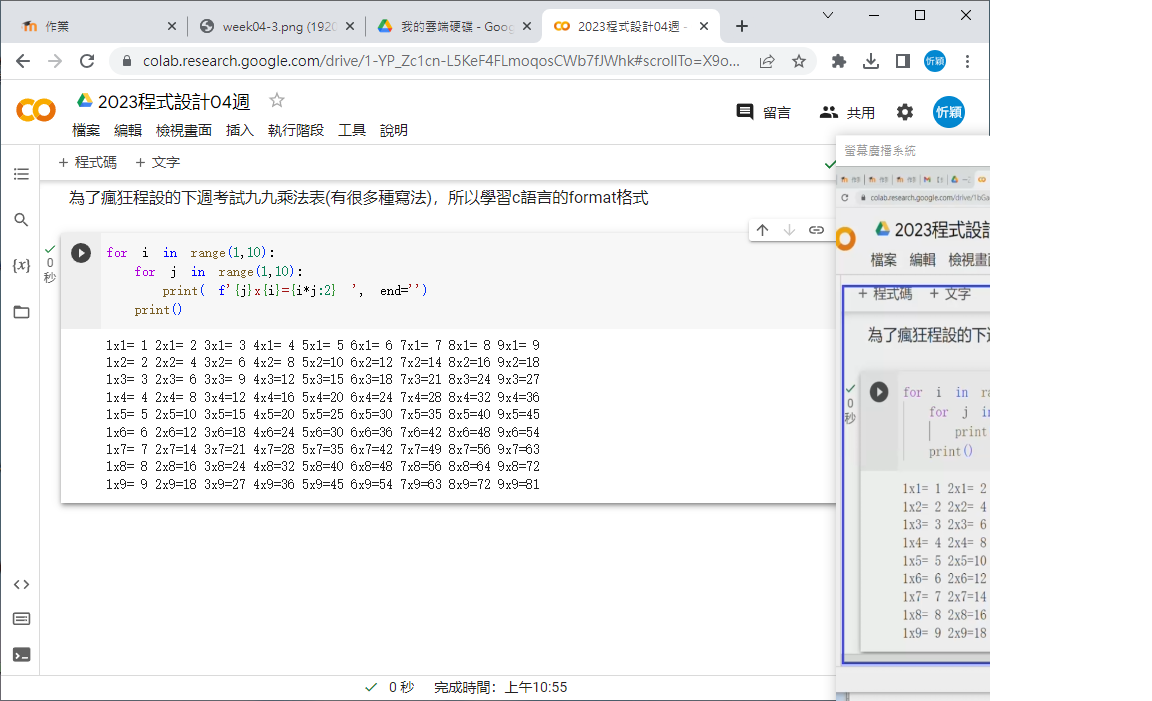 作業
week04-3.png (1920
我的雲端硬碟 - Goog
2023程式設計04週 -
colab.research.google.com/drive/1-YP_Zc1cn-L5KeF4FLmoqosCWb7fJWhk#scrollTo=X9o...
忻穎
2023程式設計04週
檔案 編輯 檢視畫面 插入 執行階段 工具 說明
留言 共用 忻穎
+ 程式碼 + 文字
為了瘋狂程設的下週考試九九乘法表(有很多種寫法)，所以學習c語言的format格式
0
秒
{x}
for i in range(1,10):
for j in range(1,10):
print( f'{j}x{i}={i*j:2} ', end='')
print()
1x1= 1 2x1= 2 3x1= 3 4x1= 4 5x1= 5 6x1= 6 7x1= 7 8x1= 8 9x1= 9
1x2= 2 2x2= 4 3x2= 6 4x2= 8 5x2=10 6x2=12 7x2=14 8x2=16 9x2=18
1x3= 3 2x3= 6 3x3= 9 4x3=12 5x3=15 6x3=18 7x3=21 8x3=24 9x3=27
1x4= 4 2x4= 8 3x4=12 4x4=16 5x4=20 6x4=24 7x4=28 8x4=32 9x4=36
1x5= 5 2x5=10 3x5=15 4x5=20 5x5=25 6x5=30 7x5=35 8x5=40 9x5=45
1x6= 6 2x6=12 3x6=18 4x6=24 5x6=30 6x6=36 7x6=42 8x6=48 9x6=54
1x7= 7 2x7=14 3x7=21 4x7=28 5x7=35 6x7=42 7x7=49 8x7=56 9x7=63
1x8= 8 2x8=16 3x8=24 4x8=32 5x8=40 6x8=48 7x8=56 8x8=64 9x8=72
1x9= 9 2x9=18 3x9=27 4x9=36 5x9=45 6x9=54 7x9=63 8x9=72 9x9=81
0 秒 完成時間： 上午10:55
螢幕廣播系統
colab.research.google.com/drive/1bGa
2023程式設計
檔案 編輯 檢視畫面
+ 程式碼 + 文字
為了瘋狂程設的下週
0
秒
for i in ra
for j in
print
print()
1x1= 1 2x1= 2
1x2= 2 2x2= 4
1x3= 3 2x3= 6
1x4= 4 2x4= 8
1x5= 5 2x5=10
1x6= 6 2x6=12
1x7= 7 2x7=14
1x8= 8 2x8=16
1x9= 9 2x9=18